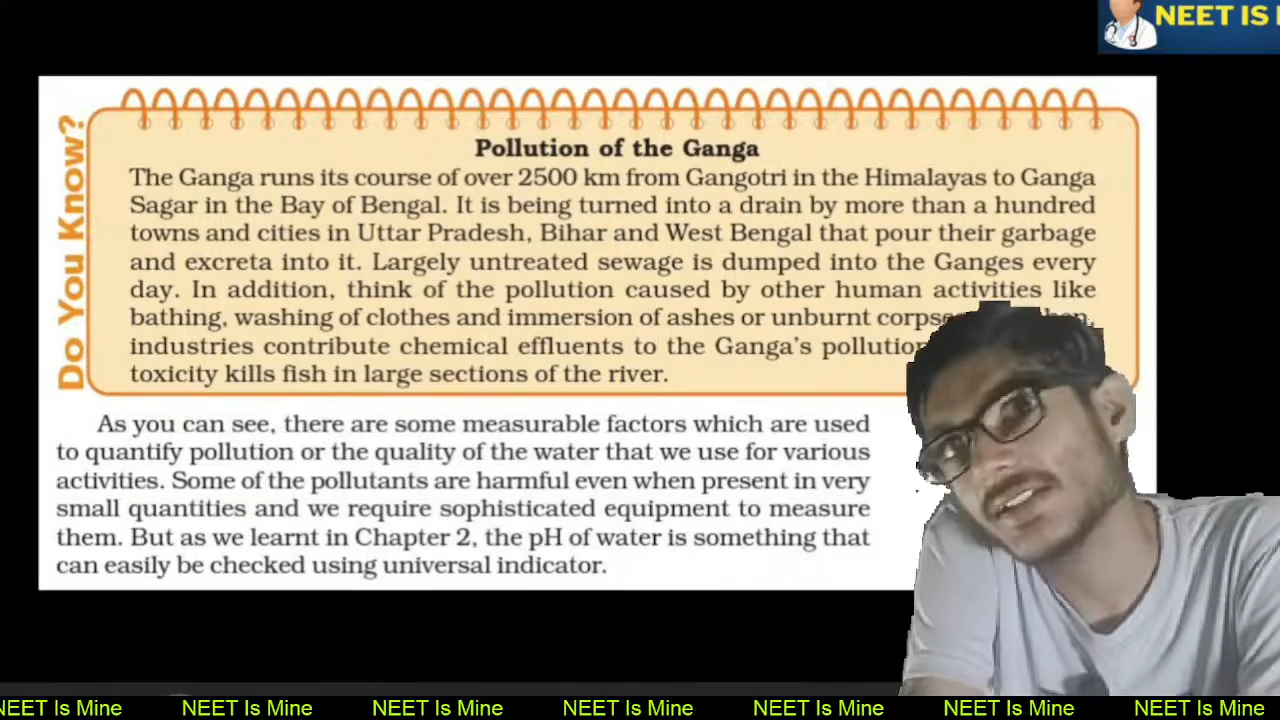 NEET IS
Do You Know?
Pollution of the Ganga
The Ganga runs its course of over 2500 km from Gangotri in the Himalayas to Ganga
Sagar in the Bay of Bengal. It is being turned into a drain by more than a hundred
towns and cities in Uttar Pradesh, Bihar and West Bengal that pour their garbage
and excreta into it. Largely untreated sewage is dumped into the Ganges every
day. In addition, think of the pollution caused by other human activities like
bathing, washing of clothes and immersion of ashes or unburnt
industries contribute chemical effluents to the Ganga's
toxicity kills fish in large sections of the river.
As you can see, there are some measurable factors which are used
to quantify pollution or the quality of the water that we use for various
activities. Some of the pollutants are harmful even when present in very
small quantities and we require sophisticated equipment to measure
them. But as we learnt in Chapter 2, the pH of water is something that
can easily be checked using universal indicator.
NEET Is Mine NEET Is Mine NEET Is Mine NEET Is Mine NEET Is Mine NEET Is Mine NEET Is Mine